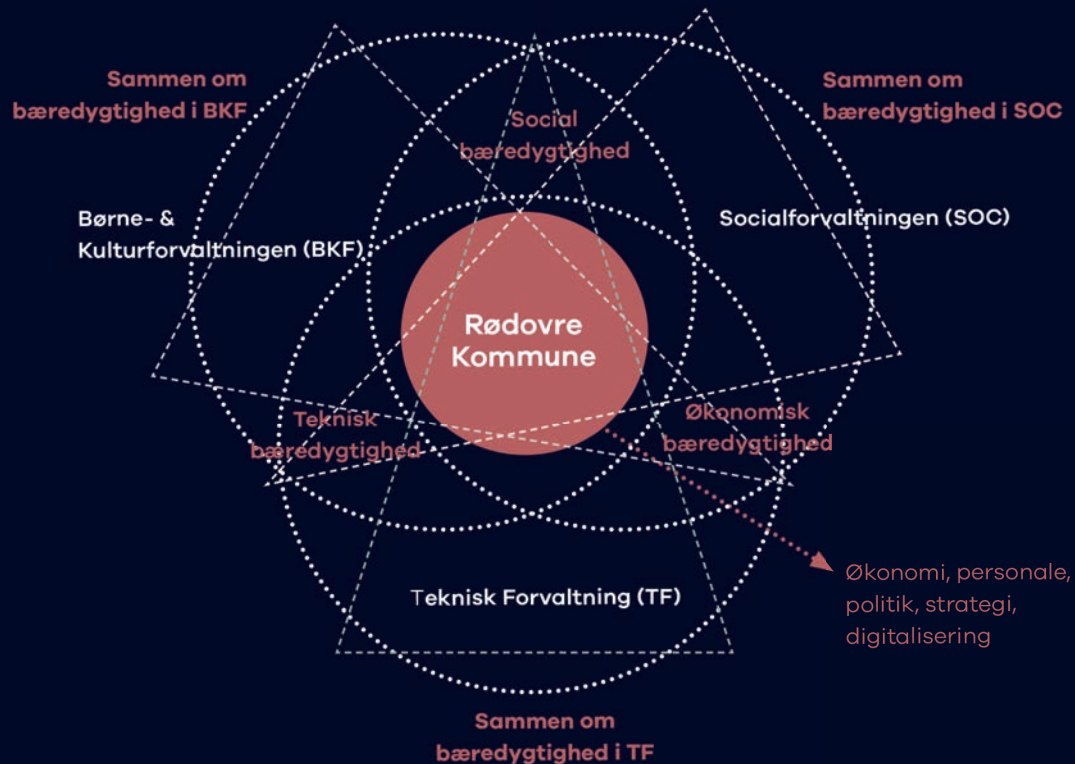 Sammen om
bæredygtighed i BKF
Social
bæredygtighed
Sammen om
bæredygtighed i SOC
Børne- &
Kulturforvaltningen (BKF)
Socialforvaltningen (SOC)
Rødovre
Kommune
Teknisk
bæredygtighed
Økonomisk
bæredygtighed
Økonomi, personale,
politik, strategi,
digitalisering
Teknisk Forvaltning (TF)
Sammen om
bæredygtighed i TF